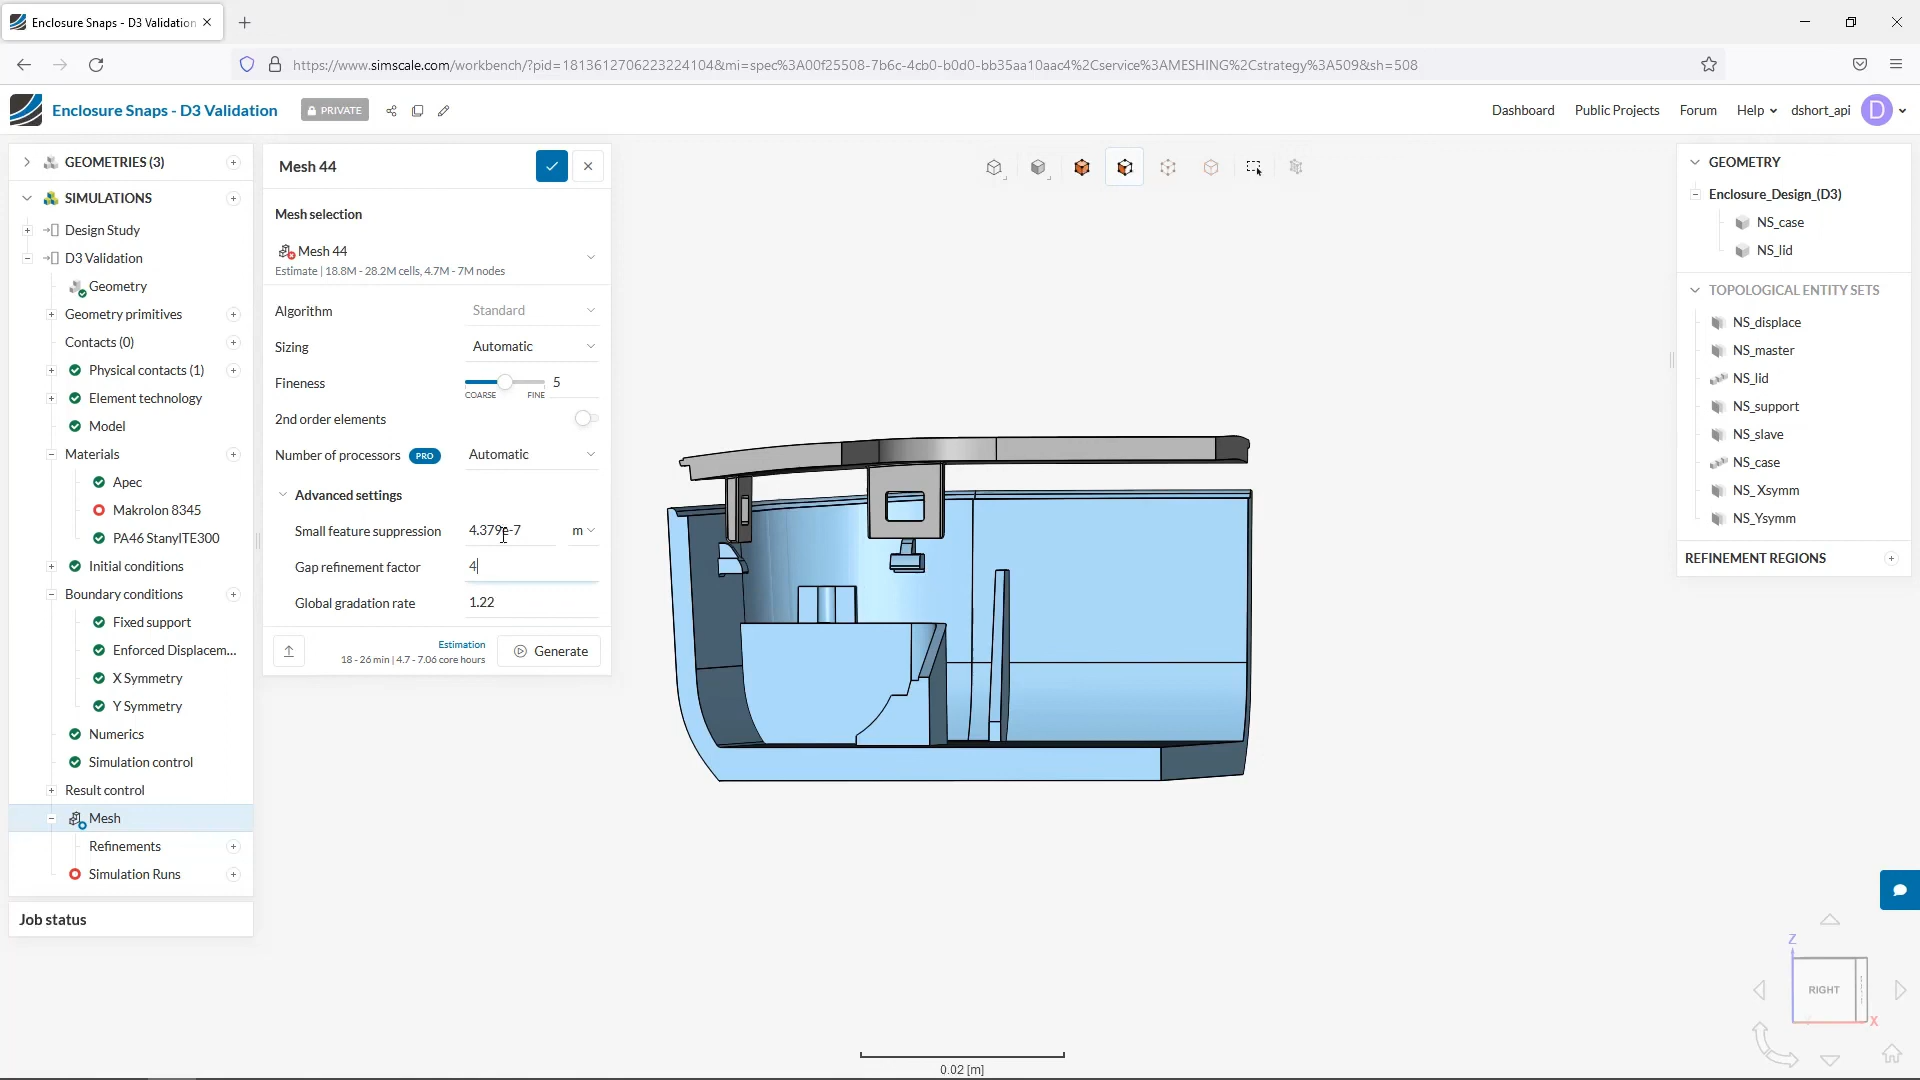 Enclosure Snaps - D3 Validation
https://www.simscale.com/workbench/?pid=1813612706223224104&mi=spec%3A00f25508-7b6c-4cb0-b0d0-bb35aa10aac4%2Cservice%3AMESHING%2Cstrategy%3A509&sh=508
Enclosure Snaps - D3 Validation
PRIVATE
Dashboard
Public Projects
Forum
Help
dshort_api
D
GEOMETRIES (3)
SIMULATIONS
Design Study
D3 Validation
Geometry
Geometry primitives
Contacts (0)
Physical contacts (1)
Element technology
Model
Materials
Apec
Makrolon 8345
PA46 StanylTE300
Initial conditions
Boundary conditions
Fixed support
Enforced Displacem...
X Symmetry
Y Symmetry
Numerics
Simulation control
Result control
Mesh
Refinements
Simulation Runs
Job status
Mesh 44
Mesh selection
Mesh 44
Estimate | 18.8M - 28.2M cells, 4.7M - 7M nodes
Algorithm Standard
Sizing Automatic
Fineness 5
COARSE FINE
2nd order elements
Number of processors PRO Automatic
Advanced settings
Small feature suppression 4.379e-7 m
Gap refinement factor 4
Global gradation rate 1.22
Estimation
18 - 26 min | 4.7 - 7.06 core hours
Generate
GEOMETRY
Enclosure_Design_(D3)
NS_case
NS_lid
TOPOLOGICAL ENTITY SETS
NS_displace
NS_master
NS_lid
NS_support
NS_slave
NS_case
NS_Xsymm
NS_Ysymm
REFINEMENT REGIONS
Z
RIGHT
X
0.02 [m]